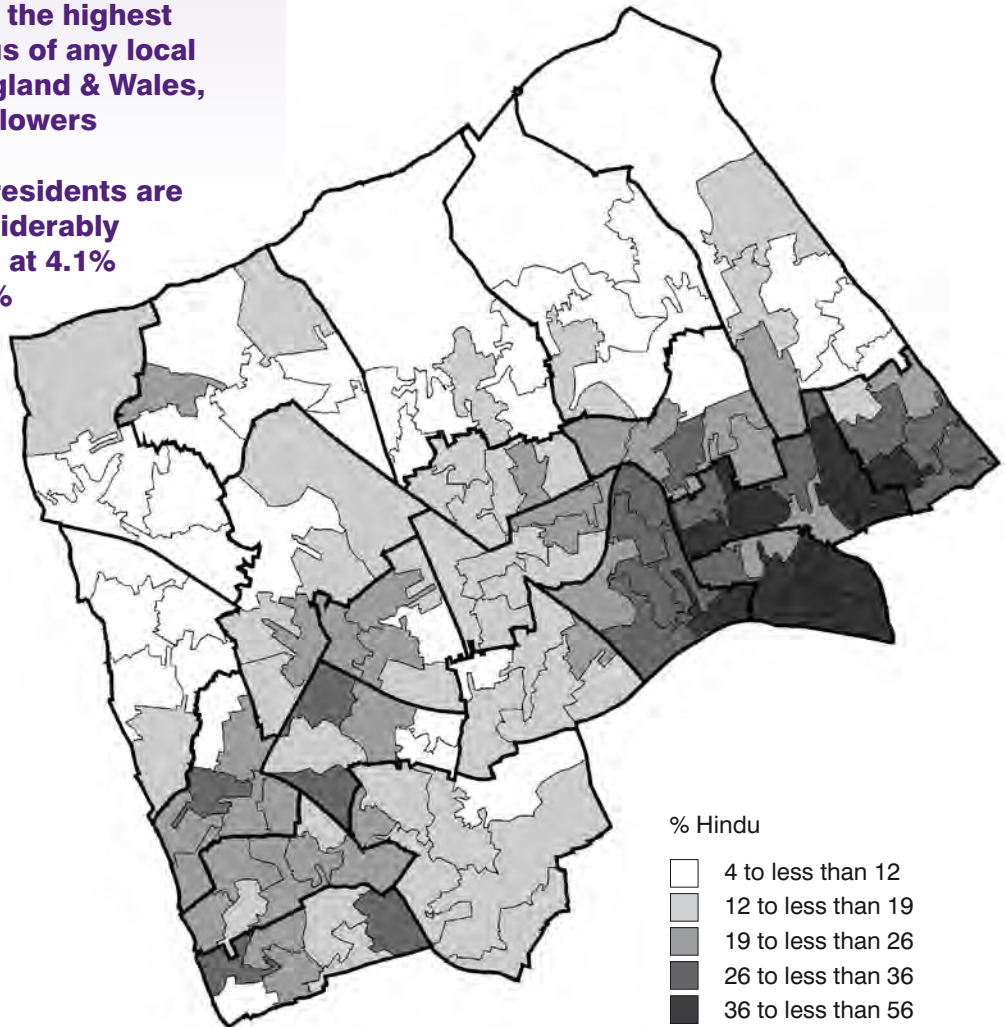 the highest
of any local
gland & Wales,
lowers
residents are
siderably
at 4.1%
%
% Hindu
4 to less than 12
12 to less than 19
19 to less than 26
26 to less than 36
36 to less than 56